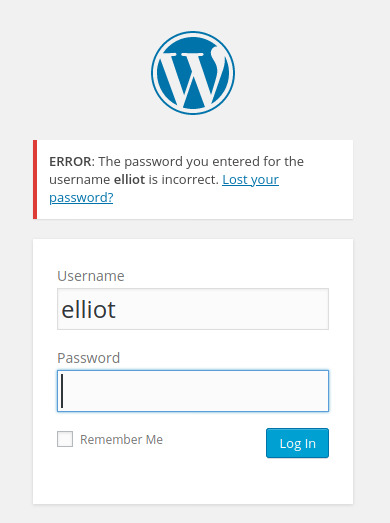 ERROR: The password you entered for the
username elliot is incorrect. Lost your
password?
Username
elliot
Password
Remember Me
Log In